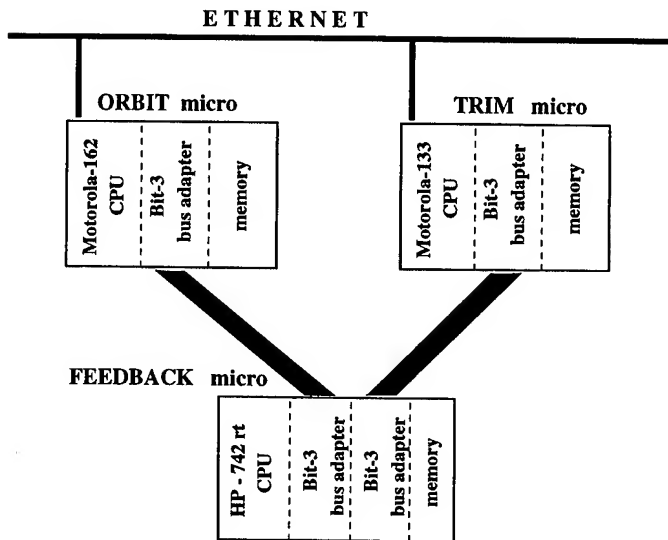 ETHERNET
ORBIT micro
TRIM micro
Motorola-162
CPU
Bit-3
bus adapter
memory
Motorola-133
CPU
Bit-3
bus adapter
memory
FEEDBACK micro
HP - 742 rt
CPU
Bit-3
bus adapter
Bit-3
bus adapter
memory